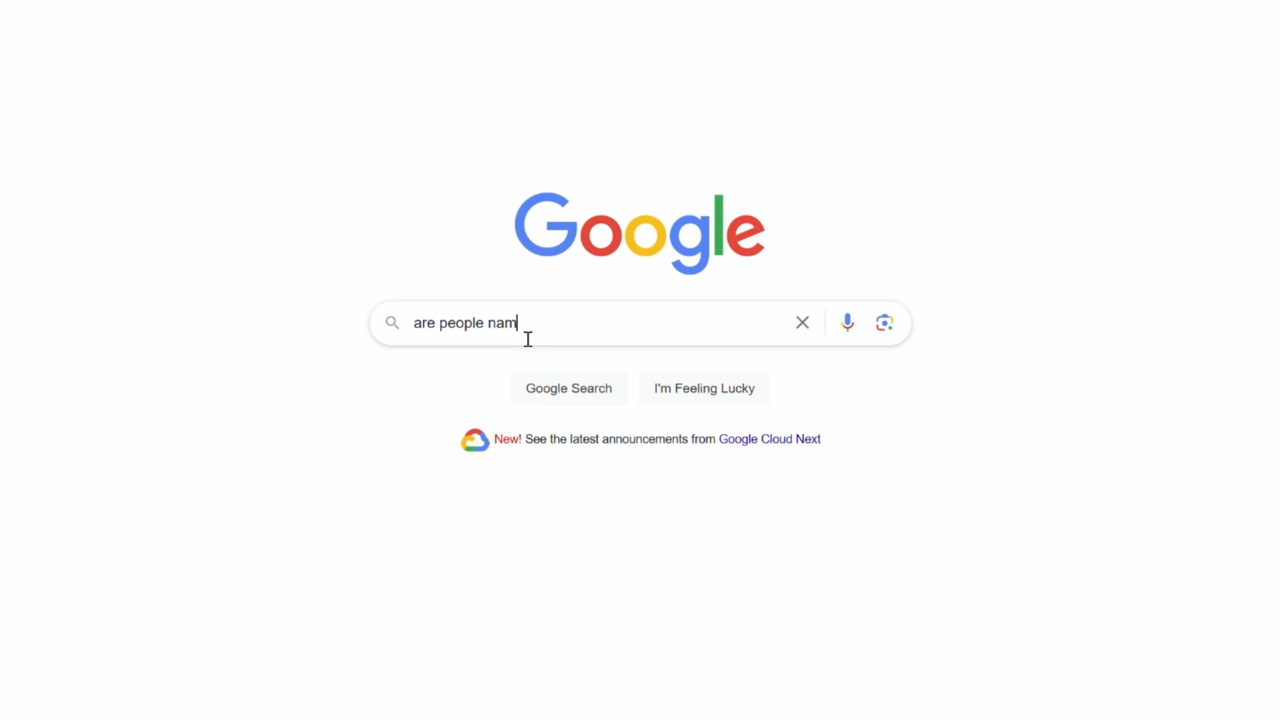 Google
are people nam
Google Search
I'm Feeling Lucky
New! See the latest announcements from Google Cloud Next